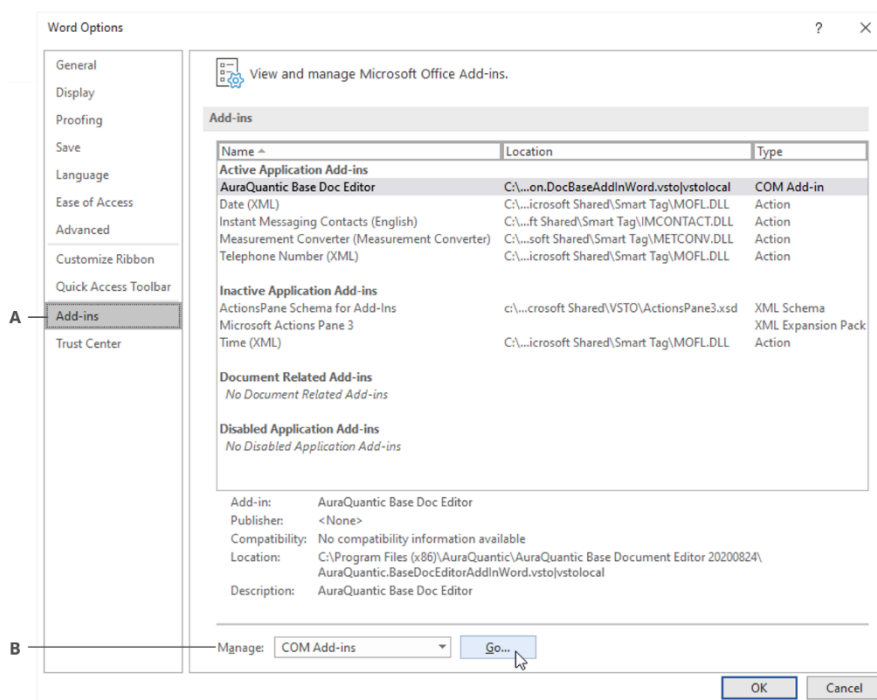 Word Options
?
General
Display
Proofing
Save
Language
Ease of Access
Advanced
Customize Ribbon
Quick Access Toolbar
A
Add-ins
Trust Center
View and manage Microsoft Office Add-ins.
Add-ins
Name Location Type
Active Application Add-ins
AuraQuantic Base Doc Editor C:\...on.DocBaseAddInWord.vsto|vstolocal COM Add-in
Date (XML) C:\...icrosoft Shared\Smart Tag\MOFL.DLL Action
Instant Messaging Contacts (English) C:\...ft Shared\Smart Tag\IMCONTACT.DLL Action
Measurement Converter (Measurement Converter) C:\...soft Shared\Smart Tag\METCONV.DLL Action
Telephone Number (XML) C:\...icrosoft Shared\Smart Tag\MOFL.DLL Action
Inactive Application Add-ins
ActionsPane Schema for Add-Ins c:\...crosoft Shared\VSTO\ActionsPane3.xsd XML Schema
Microsoft Actions Pane 3 XML Expansion Pack
Time (XML) C:\...icrosoft Shared\Smart Tag\MOFL.DLL Action
Document Related Add-ins
No Document Related Add-ins
Disabled Application Add-ins
No Disabled Application Add-ins
Add-in: AuraQuantic Base Doc Editor
Publisher: <None>
Compatibility: No compatibility information available
Location: C:\Program Files (x86)\AuraQuantic\AuraQuantic Base Document Editor 20200824\
AuraQuantic.BaseDocEditorAddInWord.vsto|vstolocal
Description: AuraQuantic Base Doc Editor
B
Manage: COM Add-ins Go...
OK Cancel